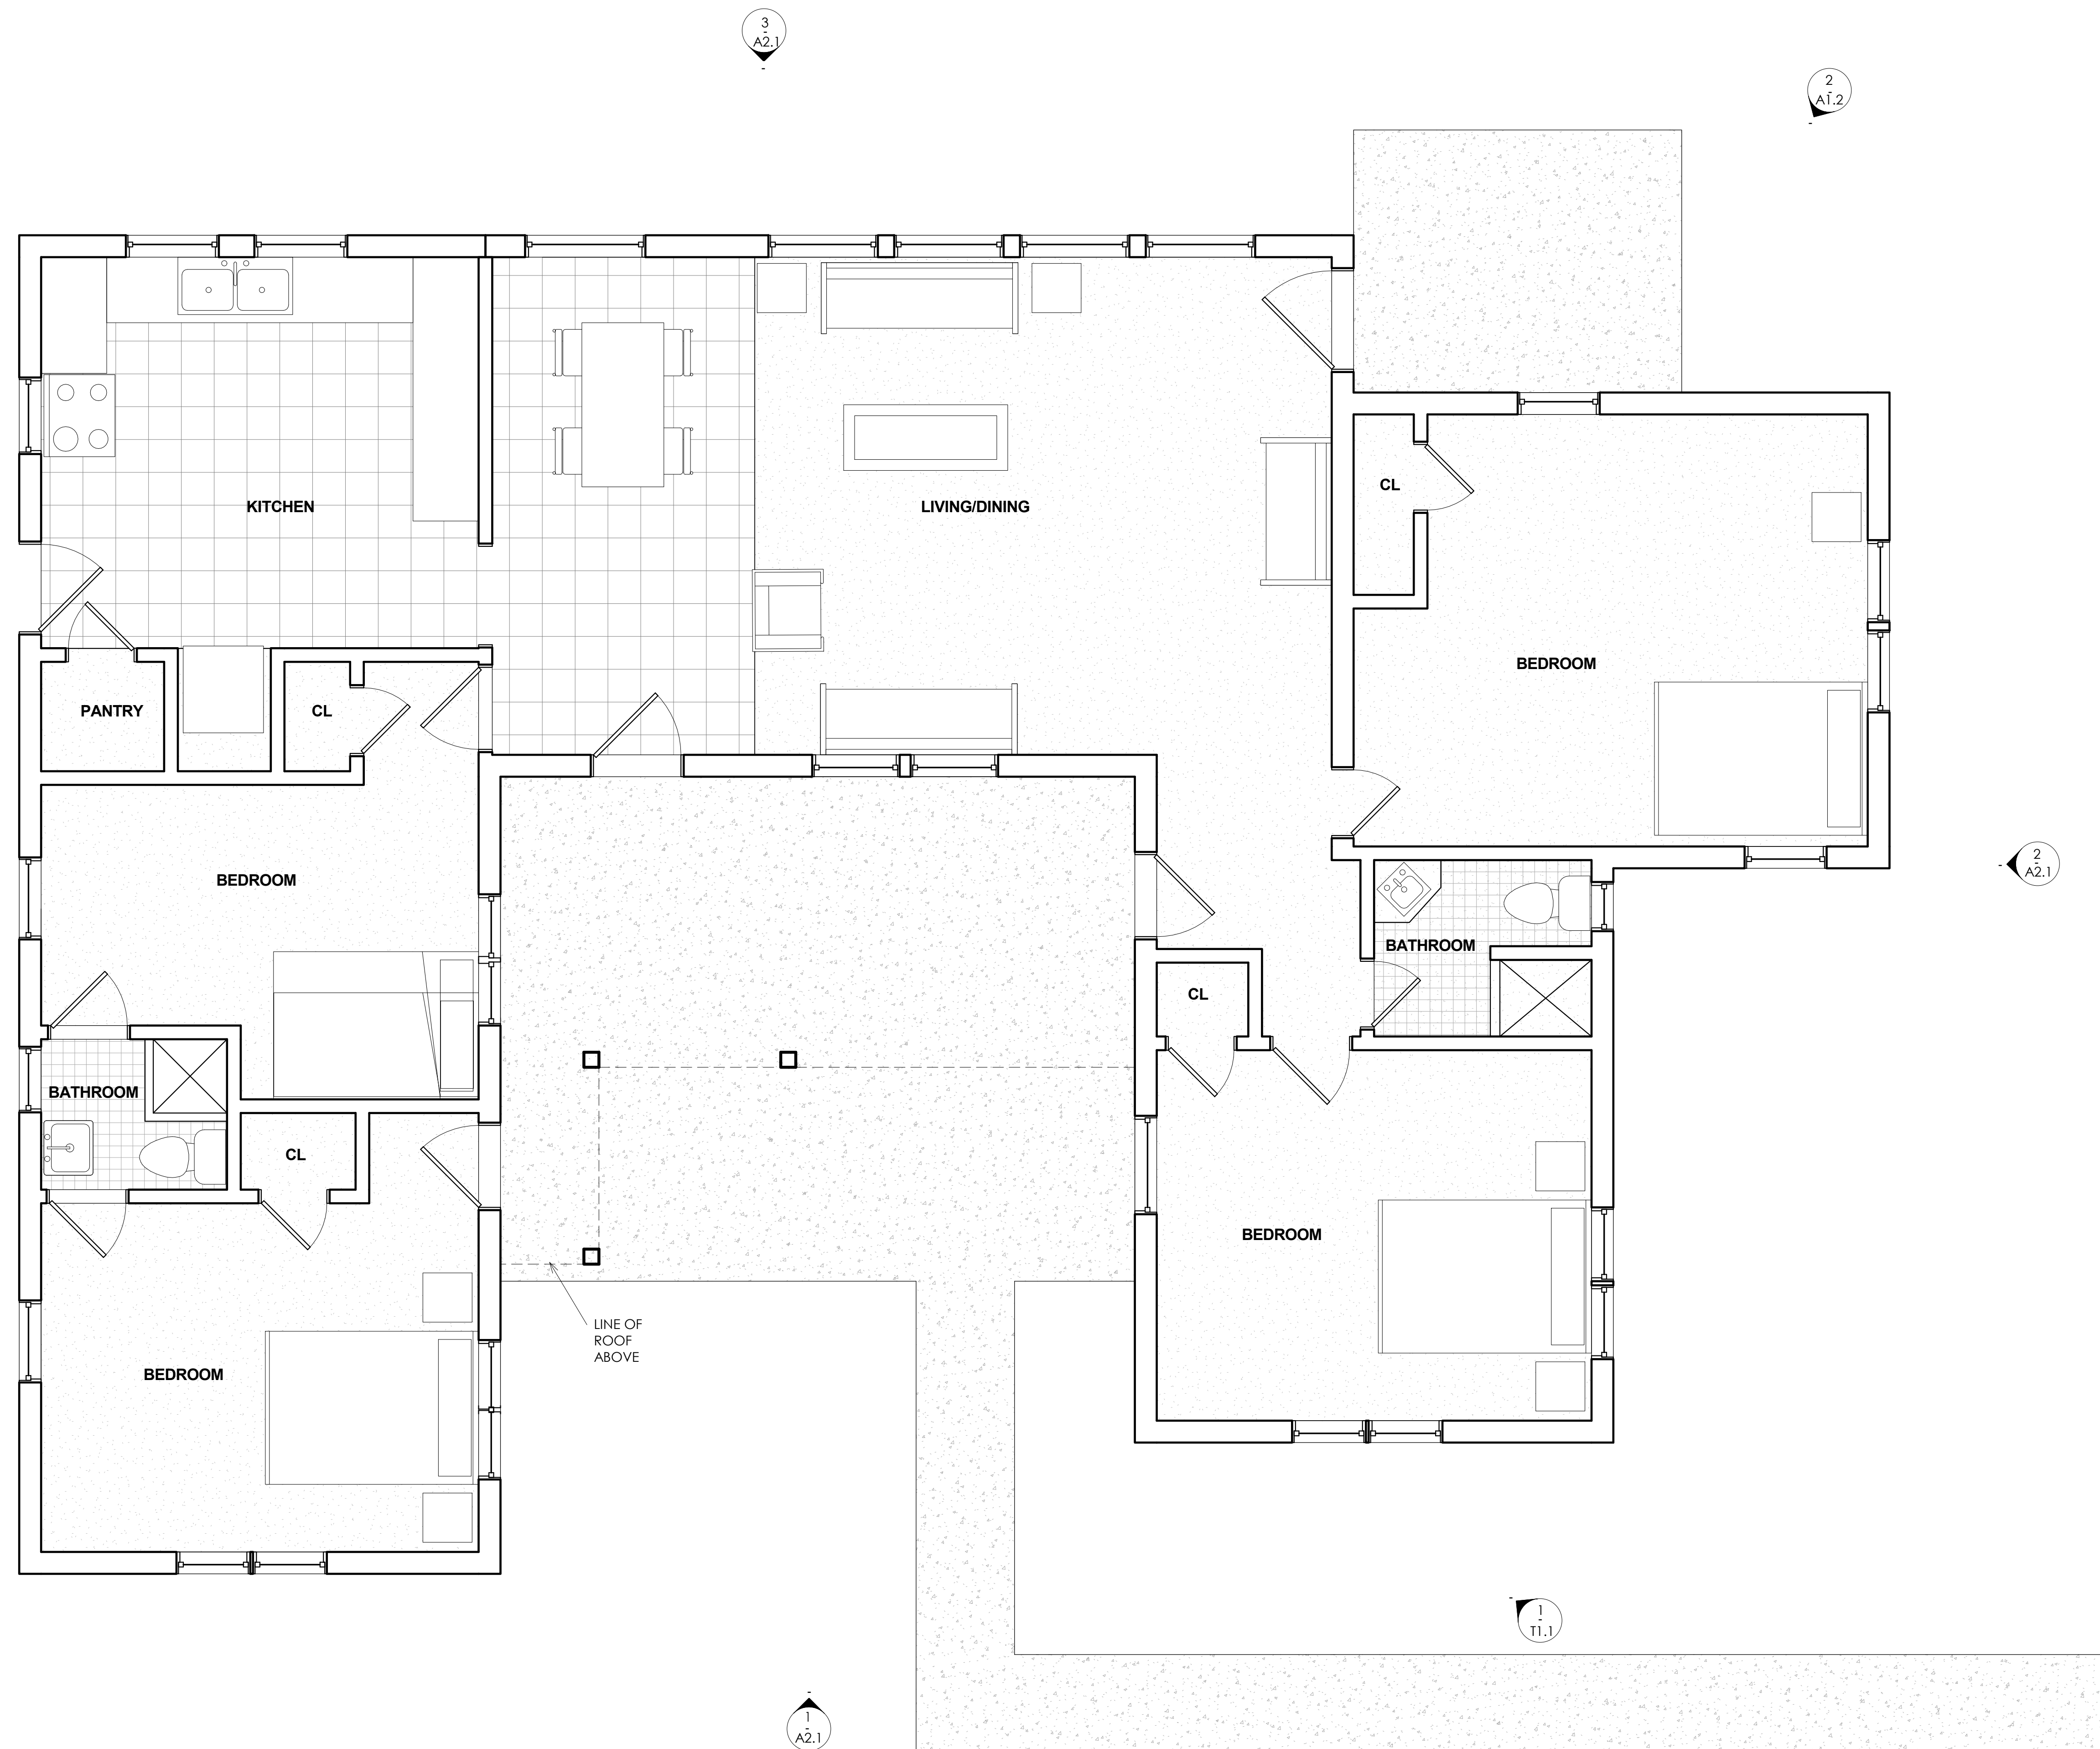 3
-
A2.1
-
2
-
A1.2
-
KITCHEN
LIVING/DINING
CL
BEDROOM
PANTRY
CL
BEDROOM
2
-
A2.1
-
BATHROOM
CL
BATHROOM
CL
BEDROOM
LINE OF
ROOF
ABOVE
BEDROOM
-
1
-
T1.1
-
1
-
A2.1